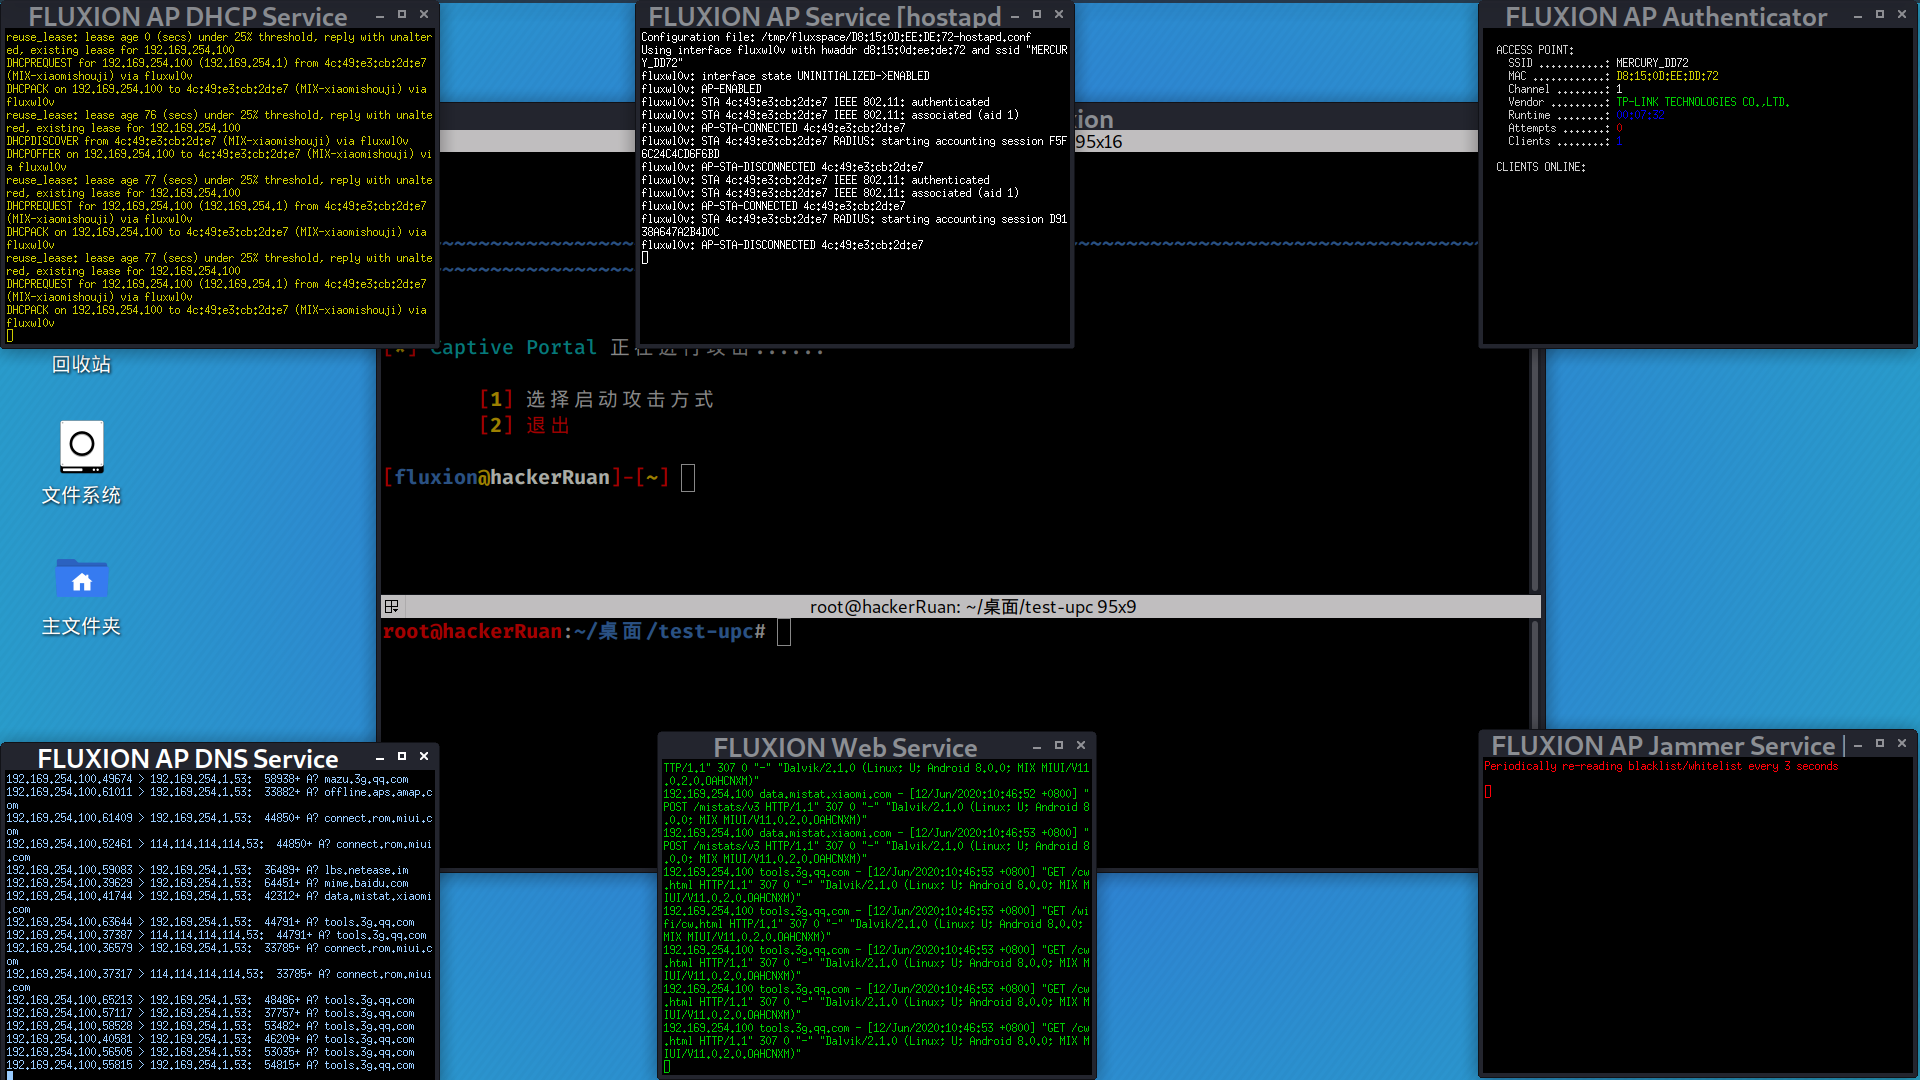 FLUXION AP DHCP Service
reuse_lease: lease age 0 (secs) under 25% threshold, reply with unalter
ed, existing lease for 192.169.254.100
DHCPREQUEST for 192.169.254.100 (192.169.254.1) from 4c:49:e3:cb:2d:e7
(MIX-xiaomishouji) via fluxwl0v
DHCPACK on 192.169.254.100 to 4c:49:e3:cb:2d:e7 (MIX-xiaomishouji) via
fluxwl0v
reuse_lease: lease age 76 (secs) under 25% threshold, reply with unalte
red, existing lease for 192.169.254.100
DHCPDISCOVER from 4c:49:e3:cb:2d:e7 (MIX-xiaomishouji) via fluxwl0v
DHCPOFFER on 192.169.254.100 to 4c:49:e3:cb:2d:e7 (MIX-xiaomishouji) vi
a fluxwl0v
reuse_lease: lease age 77 (secs) under 25% threshold, reply with unalte
red, existing lease for 192.169.254.100
DHCPREQUEST for 192.169.254.100 (192.169.254.1) from 4c:49:e3:cb:2d:e7
(MIX-xiaomishouji) via fluxwl0v
DHCPACK on 192.169.254.100 to 4c:49:e3:cb:2d:e7 (MIX-xiaomishouji) via
fluxwl0v
reuse_lease: lease age 77 (secs) under 25% threshold, reply with unalte
red, existing lease for 192.169.254.100
DHCPREQUEST for 192.169.254.100 (192.169.254.1) from 4c:49:e3:cb:2d:e7
(MIX-xiaomishouji) via fluxwl0v
DHCPACK on 192.169.254.100 to 4c:49:e3:cb:2d:e7 (MIX-xiaomishouji) via
fluxwl0v
FLUXION AP Service [hostapd
Configuration file: /tmp/fluxspace/D8:15:0D:EE:DE:72-hostapd.conf
Using interface fluxwl0v with hwaddr d8:15:0d:ee:de:72 and ssid "MERCUR
Y_DD72"
fluxwl0v: interface state UNINITIALIZED->ENABLED
fluxwl0v: AP-ENABLED
fluxwl0v: STA 4c:49:e3:cb:2d:e7 IEEE 802.11: authenticated
fluxwl0v: STA 4c:49:e3:cb:2d:e7 IEEE 802.11: associated (aid 1)
fluxwl0v: AP-STA-CONNECTED 4c:49:e3:cb:2d:e7
fluxwl0v: STA 4c:49:e3:cb:2d:e7 RADIUS: starting accounting session F5F
6C24C4CD6F6BD
fluxwl0v: AP-STA-DISCONNECTED 4c:49:e3:cb:2d:e7
fluxwl0v: STA 4c:49:e3:cb:2d:e7 IEEE 802.11: authenticated
fluxwl0v: STA 4c:49:e3:cb:2d:e7 IEEE 802.11: associated (aid 1)
fluxwl0v: AP-STA-CONNECTED 4c:49:e3:cb:2d:e7
fluxwl0v: STA 4c:49:e3:cb:2d:e7 RADIUS: starting accounting session D91
38A647A2B4D0C
fluxwl0v: AP-STA-DISCONNECTED 4c:49:e3:cb:2d:e7
FLUXION AP Authenticator
ACCESS POINT:
SSID ...........: MERCURY_DD72
MAC ............: D8:15:0D:EE:DD:72
Channel ........: 1
Vendor .........: TP-LINK TECHNOLOGIES CO.,LTD.
Runtime ........: 00:07:32
Attempts .......: 0
Clients ........: 1
CLIENTS ONLINE:
ion
95x16
[*] Captive Portal 正在进行攻击......
[1] 选择启动攻击方式
[2] 退出
[fluxion@hackerRuan]-[~]
root@hackerRuan: ~/桌面/test-upc 95x9
root@hackerRuan:~/桌面/test-upc#
回收站
文件系统
主文件夹
FLUXION AP DNS Service
192.169.254.100.49674 > 192.169.254.1.53:  58938+ A? mazu.3g.qq.com
192.169.254.100.61011 > 192.169.254.1.53:  33882+ A? offline.aps.amap.c
om
192.169.254.100.61409 > 192.169.254.1.53:  44850+ A? connect.rom.miui.c
om
192.169.254.100.52461 > 114.114.114.114.53:  44850+ A? connect.rom.miui
.com
192.169.254.100.59083 > 192.169.254.1.53:  36489+ A? lbs.netease.im
192.169.254.100.39629 > 192.169.254.1.53:  64451+ A? mime.baidu.com
192.169.254.100.41744 > 192.169.254.1.53:  42312+ A? data.mistat.xiaomi
.com
192.169.254.100.63644 > 192.169.254.1.53:  44791+ A? tools.3g.qq.com
192.169.254.100.37387 > 114.114.114.114.53:  44791+ A? tools.3g.qq.com
192.169.254.100.36579 > 192.169.254.1.53:  33785+ A? connect.rom.miui.c
om
192.169.254.100.37317 > 114.114.114.114.53:  33785+ A? connect.rom.miui
.com
192.169.254.100.65213 > 192.169.254.1.53:  48486+ A? tools.3g.qq.com
192.169.254.100.57117 > 192.169.254.1.53:  37757+ A? tools.3g.qq.com
192.169.254.100.58528 > 192.169.254.1.53:  53482+ A? tools.3g.qq.com
192.169.254.100.40581 > 192.169.254.1.53:  46209+ A? tools.3g.qq.com
192.169.254.100.56505 > 192.169.254.1.53:  53035+ A? tools.3g.qq.com
192.169.254.100.55815 > 192.169.254.1.53:  54815+ A? tools.3g.qq.com
FLUXION Web Service
TTP/1.1" 307 0 "-" "Dalvik/2.1.0 (Linux; U; Android 8.0.0; MIX MIUI/V11
.0.2.0.OAHCNXM)"
192.169.254.100 data.mistat.xiaomi.com - [12/Jun/2020:10:46:52 +0800] "
POST /mistats/v3 HTTP/1.1" 307 0 "-" "Dalvik/2.1.0 (Linux; U; Android 8
.0.0; MIX MIUI/V11.0.2.0.OAHCNXM)"
192.169.254.100 data.mistat.xiaomi.com - [12/Jun/2020:10:46:53 +0800] "
POST /mistats/v3 HTTP/1.1" 307 0 "-" "Dalvik/2.1.0 (Linux; U; Android 8
.0.0; MIX MIUI/V11.0.2.0.OAHCNXM)"
192.169.254.100 tools.3g.qq.com - [12/Jun/2020:10:46:53 +0800] "GET /cw
.html HTTP/1.1" 307 0 "-" "Dalvik/2.1.0 (Linux; U; Android 8.0.0; MIX M
IUI/V11.0.2.0.OAHCNXM)"
192.169.254.100 tools.3g.qq.com - [12/Jun/2020:10:46:53 +0800] "GET /wi
fi/cw.html HTTP/1.1" 307 0 "-" "Dalvik/2.1.0 (Linux; U; Android 8.0.0;
MIX MIUI/V11.0.2.0.OAHCNXM)"
192.169.254.100 tools.3g.qq.com - [12/Jun/2020:10:46:53 +0800] "GET /cw
.html HTTP/1.1" 307 0 "-" "Dalvik/2.1.0 (Linux; U; Android 8.0.0; MIX M
IUI/V11.0.2.0.OAHCNXM)"
192.169.254.100 tools.3g.qq.com - [12/Jun/2020:10:46:53 +0800] "GET /cw
.html HTTP/1.1" 307 0 "-" "Dalvik/2.1.0 (Linux; U; Android 8.0.0; MIX M
IUI/V11.0.2.0.OAHCNXM)"
192.169.254.100 tools.3g.qq.com - [12/Jun/2020:10:46:53 +0800] "GET /cw
.html HTTP/1.1" 307 0 "-" "Dalvik/2.1.0 (Linux; U; Android 8.0.0; MIX M
IUI/V11.0.2.0.OAHCNXM)"
FLUXION AP Jammer Service |
Periodically re-reading blacklist/whitelist every 3 seconds